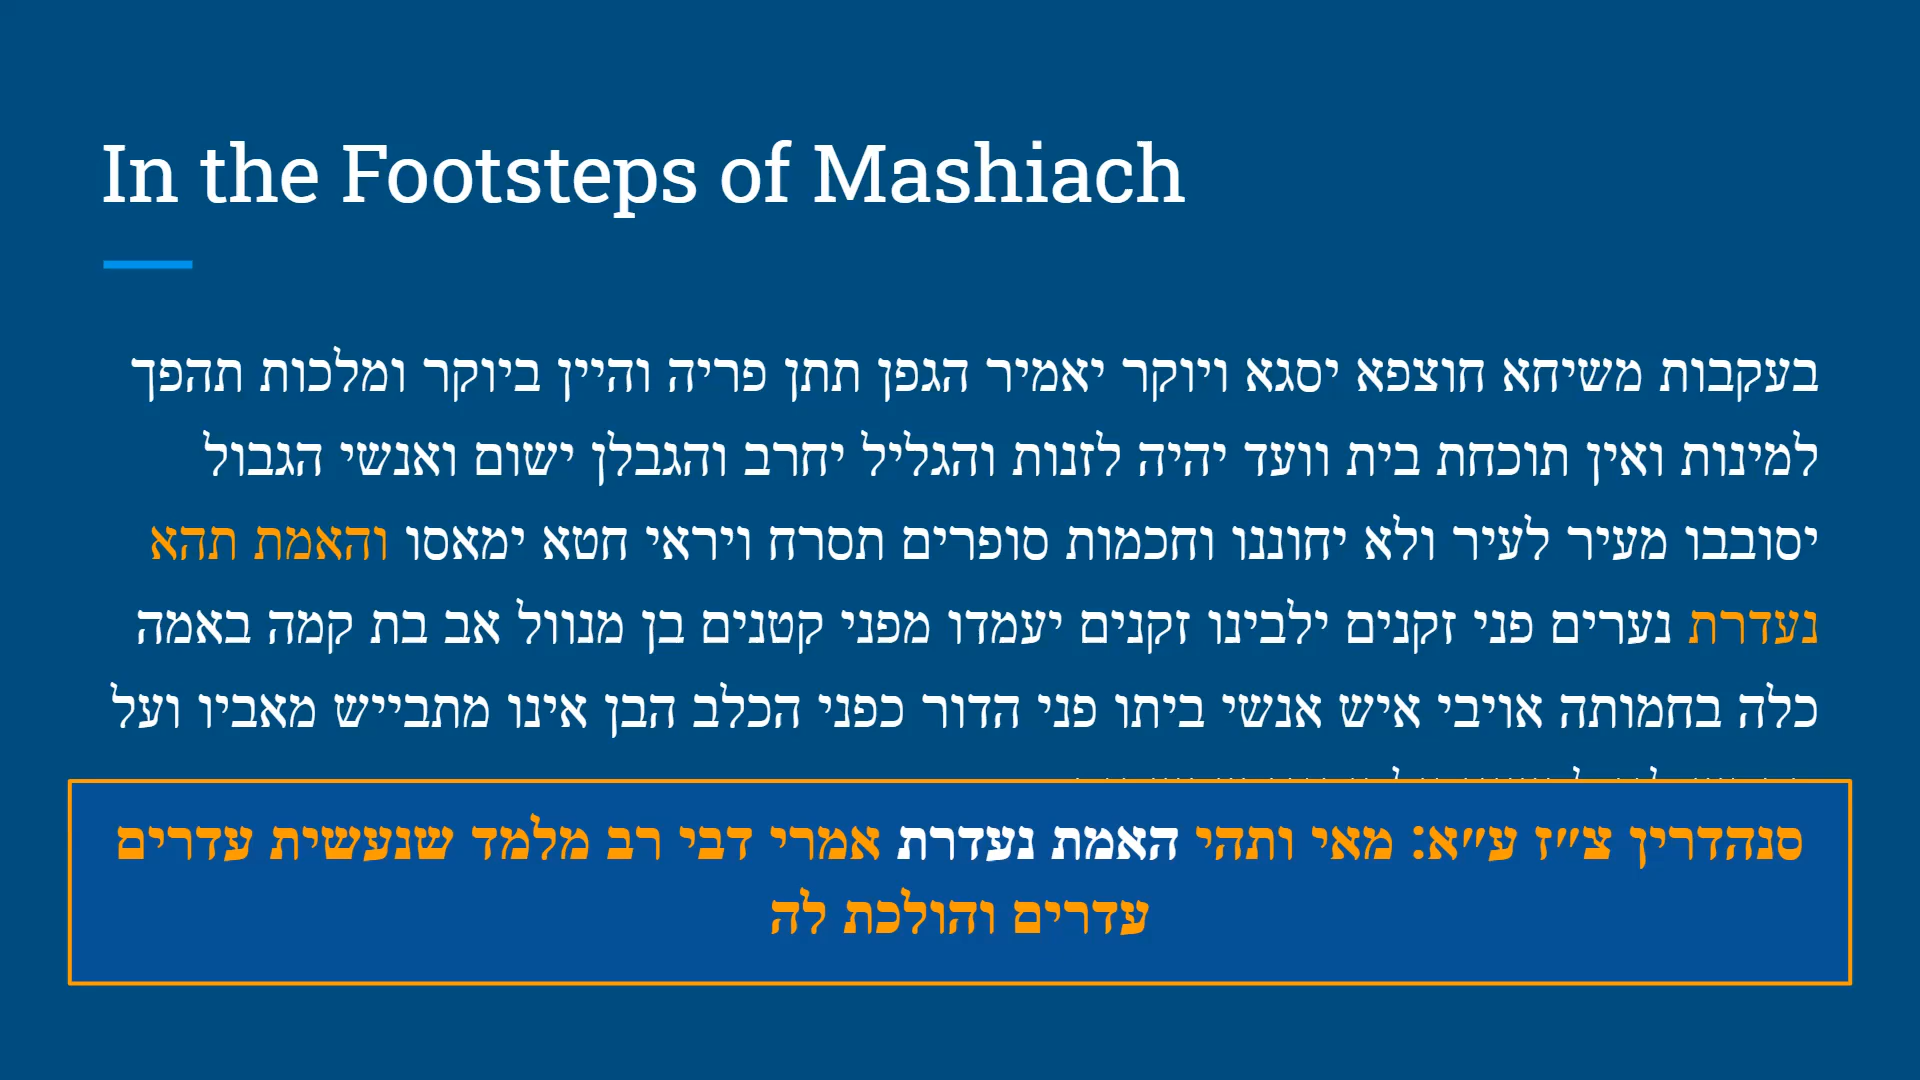 In the Footsteps of Mashiach
בעקבות משיחא חוצפא יסגא ויוקר יאמיר הגפן תתן פריה והיין ביוקר ומלכות תהפך
למינות ואין תוכחת בית וועד יהיה לזנות והגליל יחרב והגבלן ישום ואנשי הגבול
יסובבו מעיר לעיר ולא יחוננו וחכמות סופרים תסרח ויראי חטא ימאסו והאמת תהא
נעדרת נערים פני זקנים ילבינו זקנים יעמדו מפני קטנים בן מנוול אב בת קמה באמה
כלה בחמותה אויבי איש אנשי ביתו פני הדור כפני הכלב הבן אינו מתבייש מאביו ועל
סנהדרין צ״ז ע״א: מאי ותהי האמת נעדרת אמרי דבי רב מלמד שנעשית עדרים
עדרים והולכת לה